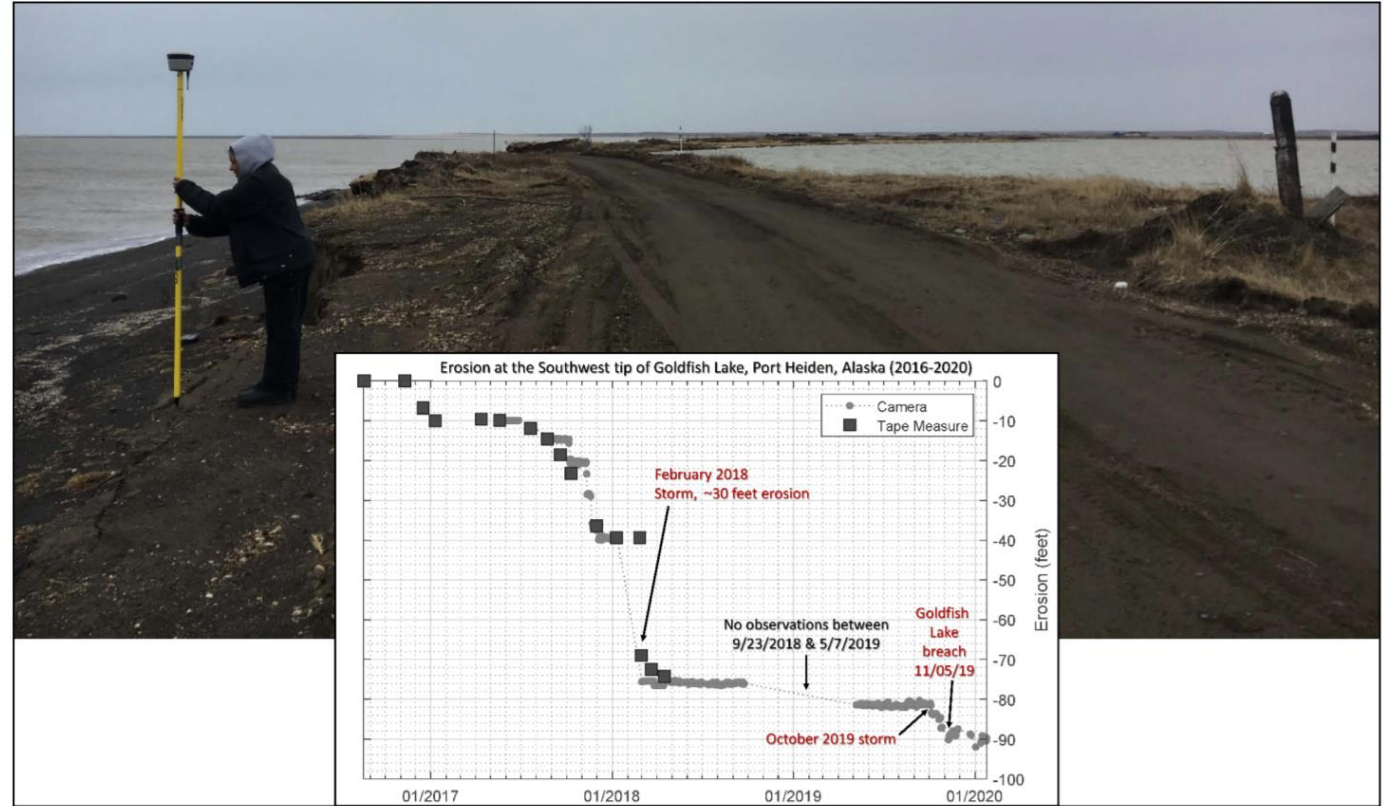 Erosion at the Southwest tip of Goldfish Lake, Port Heiden, Alaska (2016-2020)
Camera
Tape Measure
February 2018
Storm, ~30 feet erosion
No observations between
9/23/2018 & 5/7/2019
Goldfish
Lake
breach
11/05/19
October 2019 storm
0
-10
-20
-30
-40
-50
-60
-70
-80
-90
-100
Erosion (feet)
01/2017
01/2018
01/2019
01/2020